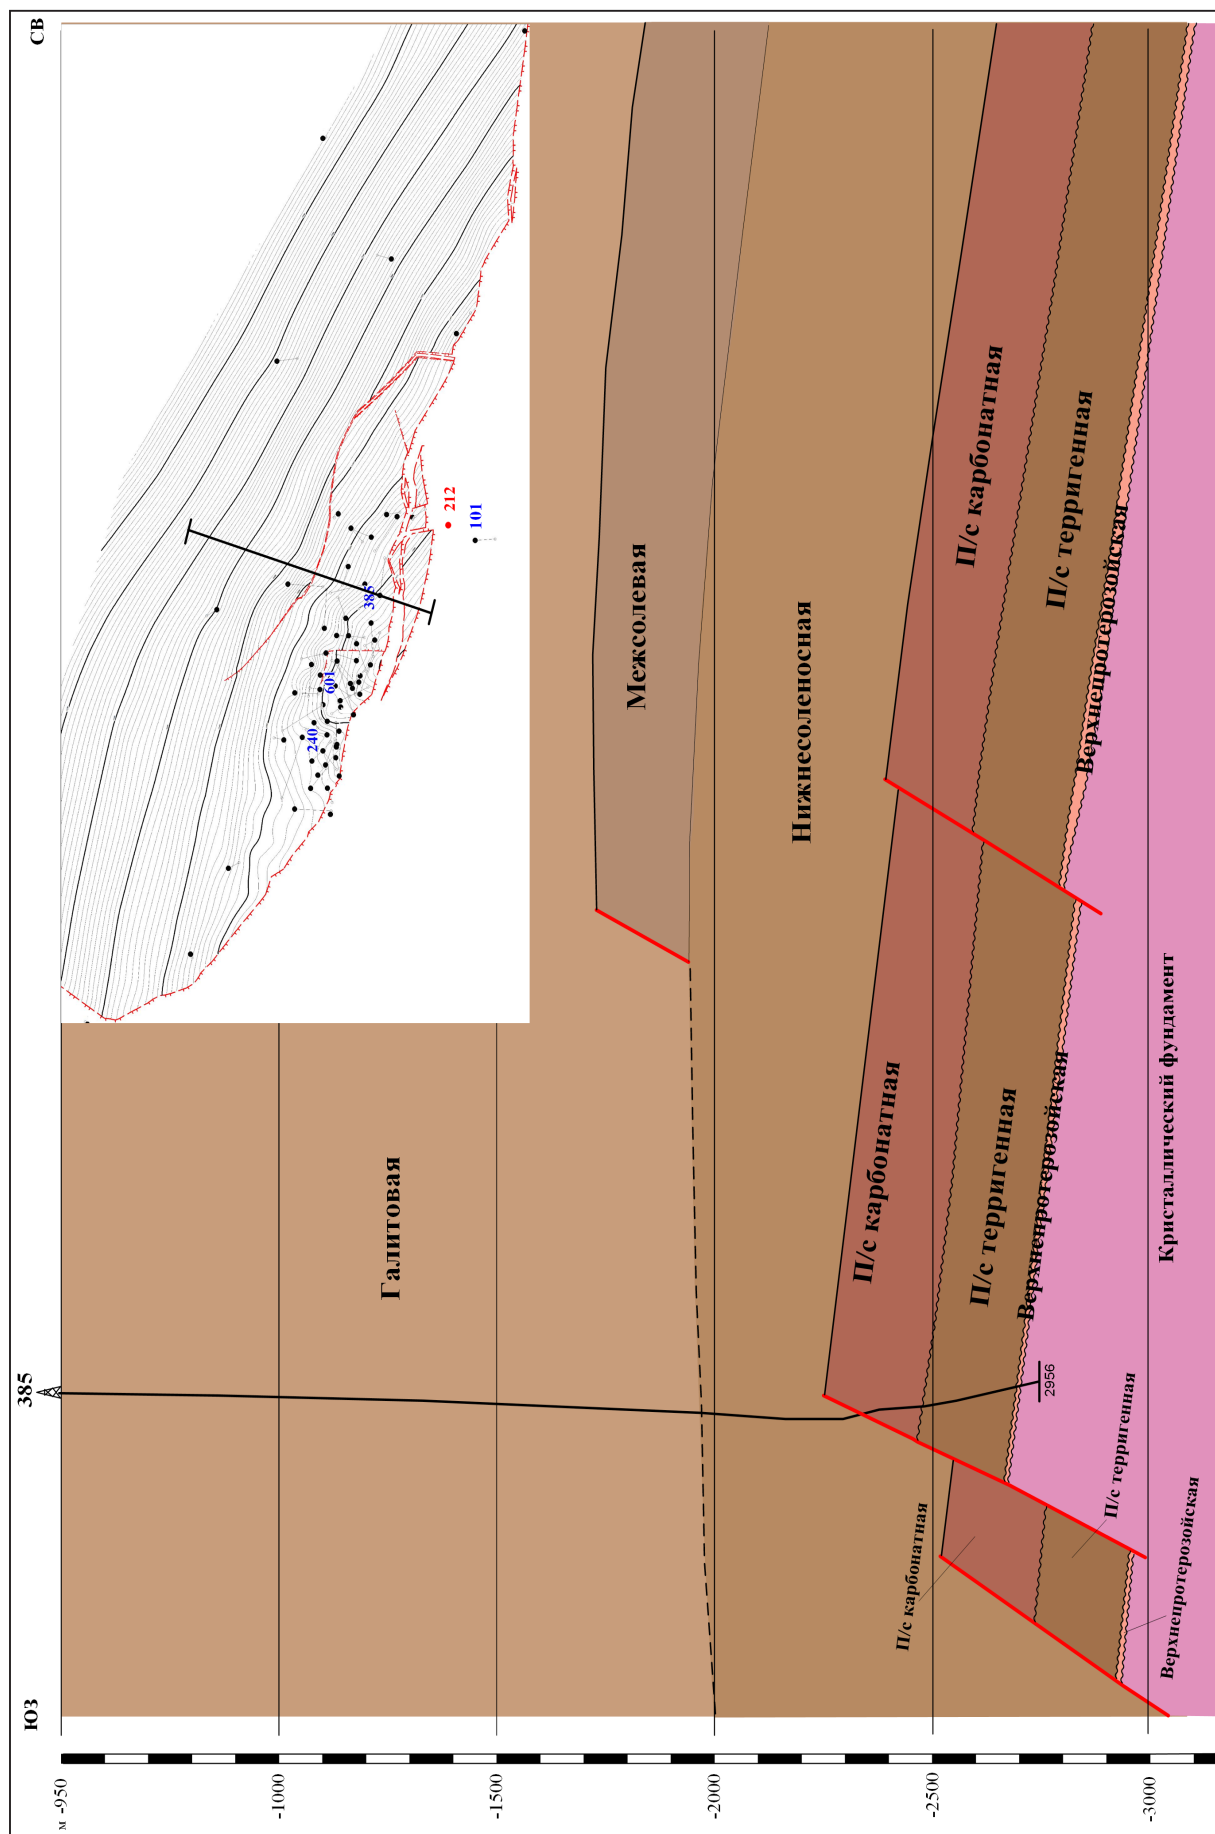 ЮЗ
385
СВ
м -950
-1000
-1500
-2000
-2500
-3000
240
601
385
212
101
Галитовая
Межсолевая
Нижнесоленосная
П/с карбонатная
П/с карбонатная
П/с карбонатная
П/с терригенная
П/с терригенная
П/с терригенная
Верхнепротерозойская
Верхнепротерозойская
Верхнепротерозойская
2956
Кристаллический фундамент